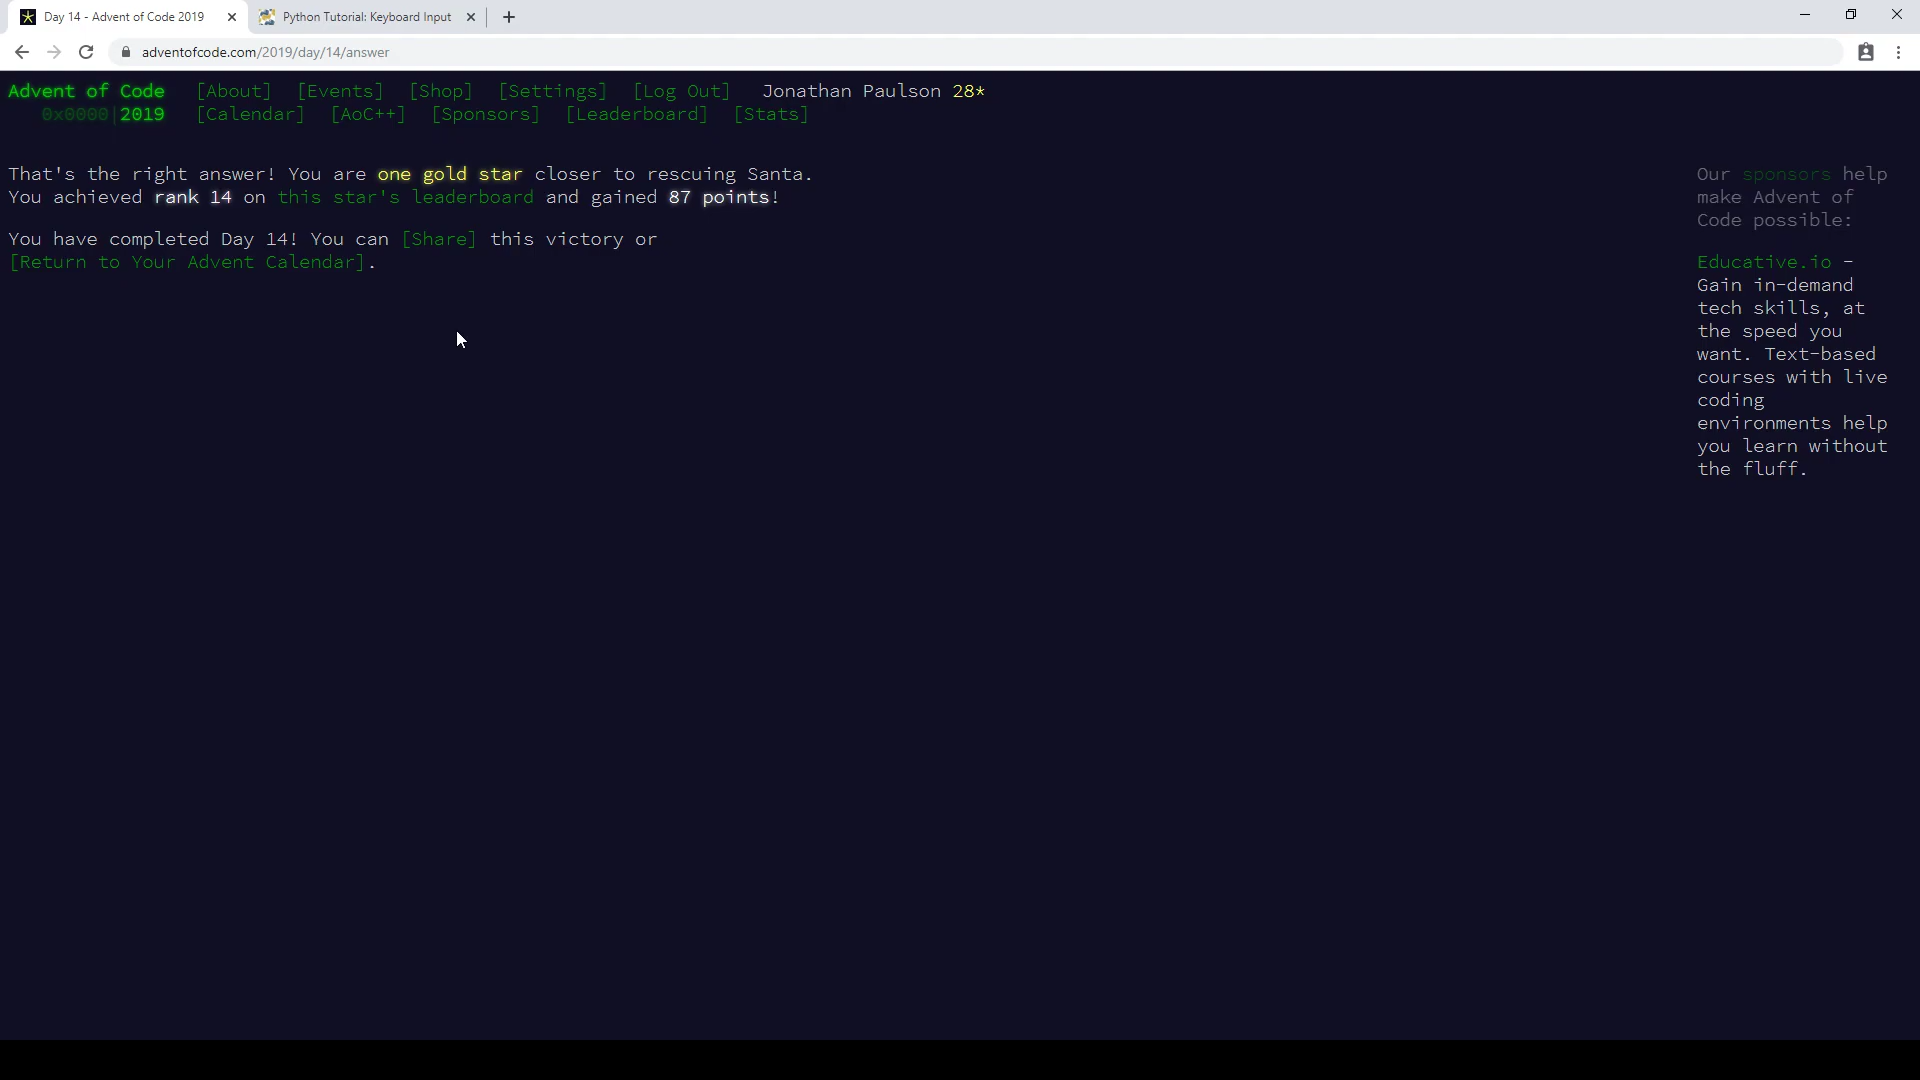 Day 14 - Advent of Code 2019
Python Tutorial: Keyboard Input
adventofcode.com/2019/day/14/answer
Advent of Code [About] [Events] [Shop] [Settings] [Log Out] Jonathan Paulson 28*
0x0000|2019 [Calendar] [AoC++] [Sponsors] [Leaderboard] [Stats]
That's the right answer! You are one gold star closer to rescuing Santa.
You achieved rank 14 on this star's leaderboard and gained 87 points!
You have completed Day 14! You can [Share] this victory or
[Return to Your Advent Calendar].
Our sponsors help
make Advent of
Code possible:
Educative.io -
Gain in-demand
tech skills, at
the speed you
want. Text-based
courses with live
coding
environments help
you learn without
the fluff.